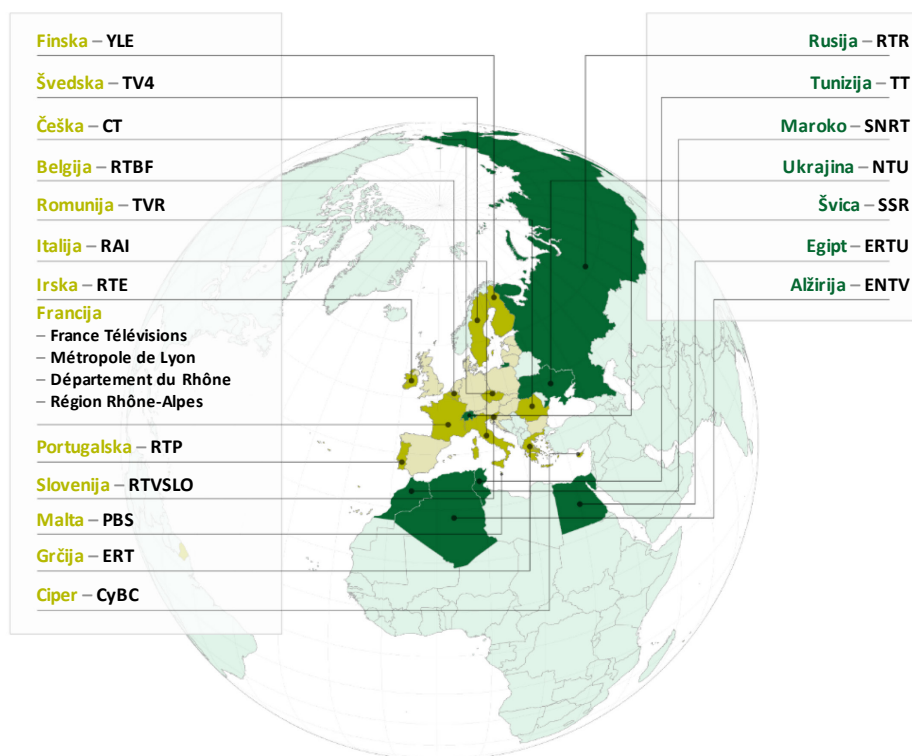 Finska – YLE
Švedska – TV4
Češka – CT
Belgija – RTBF
Romunija – TVR
Italija – RAI
Irska – RTE
Francija
– France Télévisions
– Métropole de Lyon
– Département du Rhône
– Région Rhône-Alpes
Portugalska – RTP
Slovenija – RTVSLO
Malta – PBS
Grčija – ERT
Ciper – CyBC
Rusija – RTR
Tunizija – TT
Maroko – SNRT
Ukrajina – NTU
Švica – SSR
Egipt – ERTU
Alžirija – ENTV